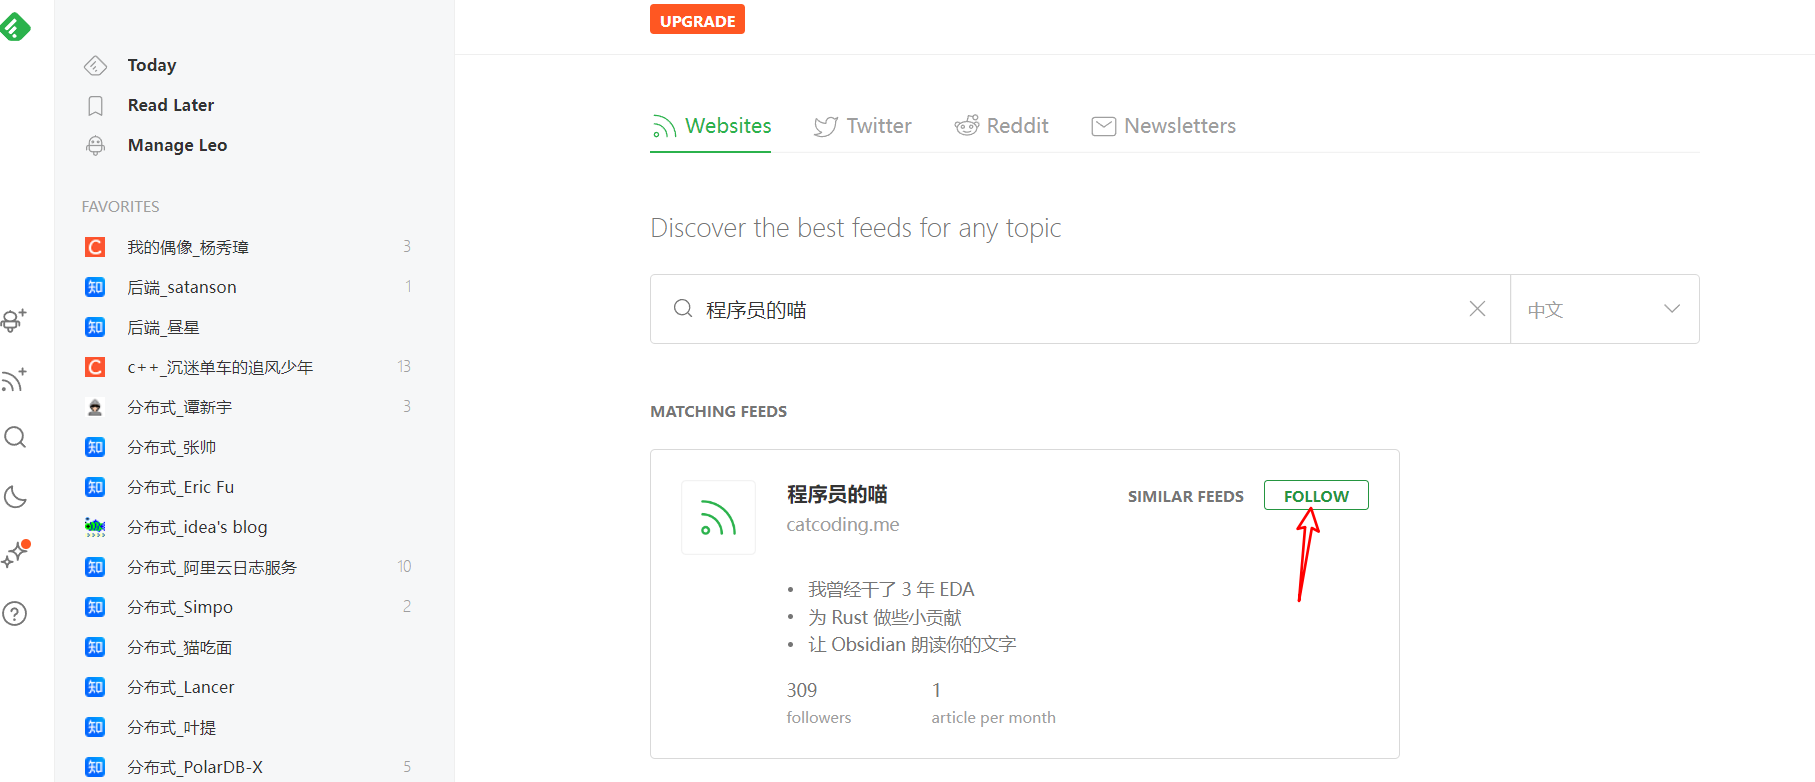 UPGRADE
Today
Read Later
Manage Leo
FAVORITES
我的偶像_杨秀璋 3
后端_satanson 1
后端_昼星
c++_沉迷单车的追风少年 13
分布式_谭新宇 3
分布式_张帅
分布式_Eric Fu
分布式_idea's blog
分布式_阿里云日志服务 10
分布式_Simpo 2
分布式_猫吃面
分布式_Lancer
分布式_叶提
分布式_PolarDB-X 5
Websites Twitter Reddit Newsletters
Discover the best feeds for any topic
程序员的喵 中文
MATCHING FEEDS
程序员的喵 SIMILAR FEEDS FOLLOW
catcoding.me
• 我曾经干了 3 年 EDA
• 为 Rust 做些小贡献
• 让 Obsidian 朗读你的文字
309 1
followers article per month